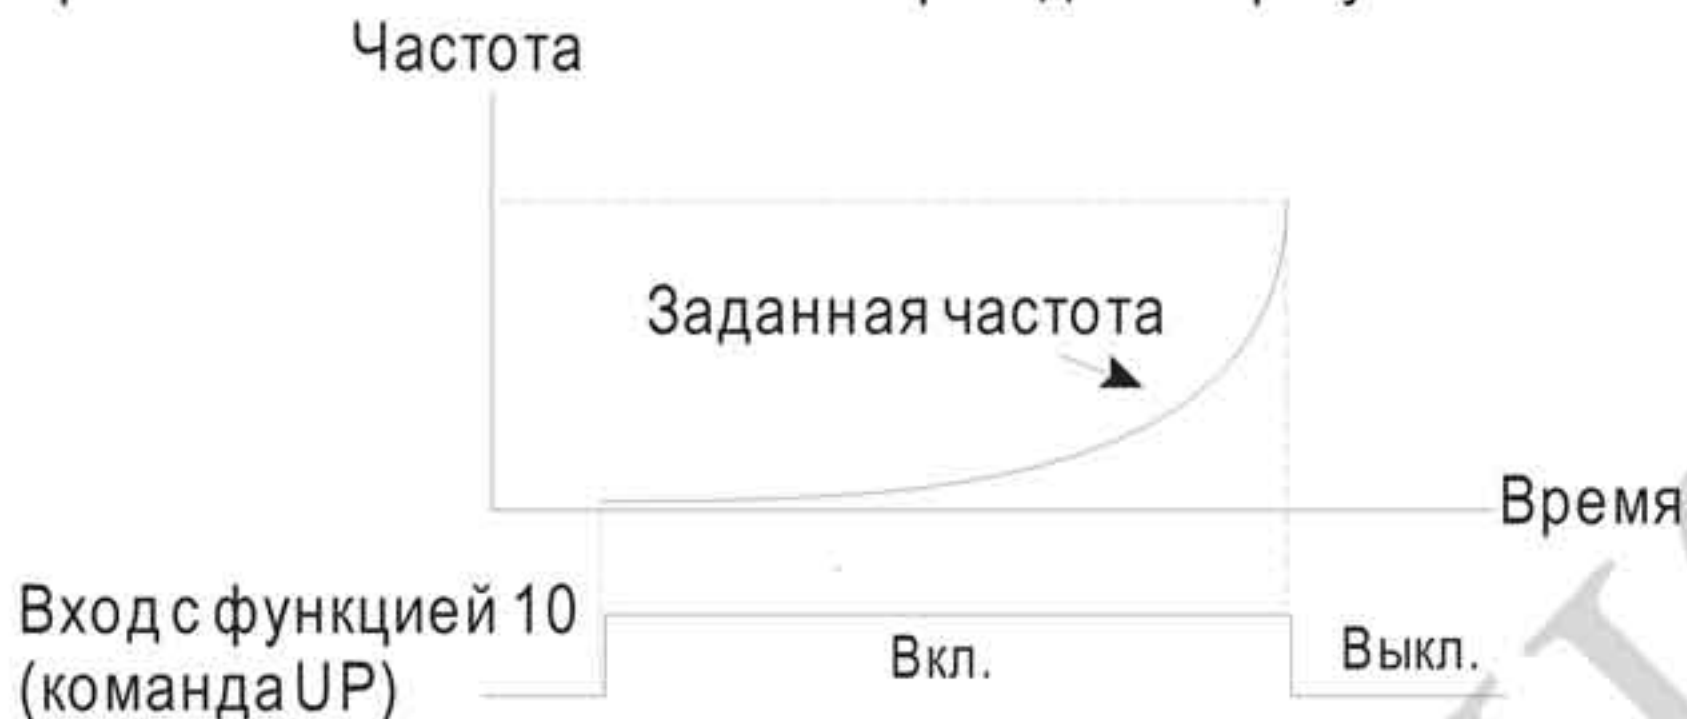 Частота
Заданная частота
Время
Вход с функцией 10
(команда UP)
Вкл.
Выкл.